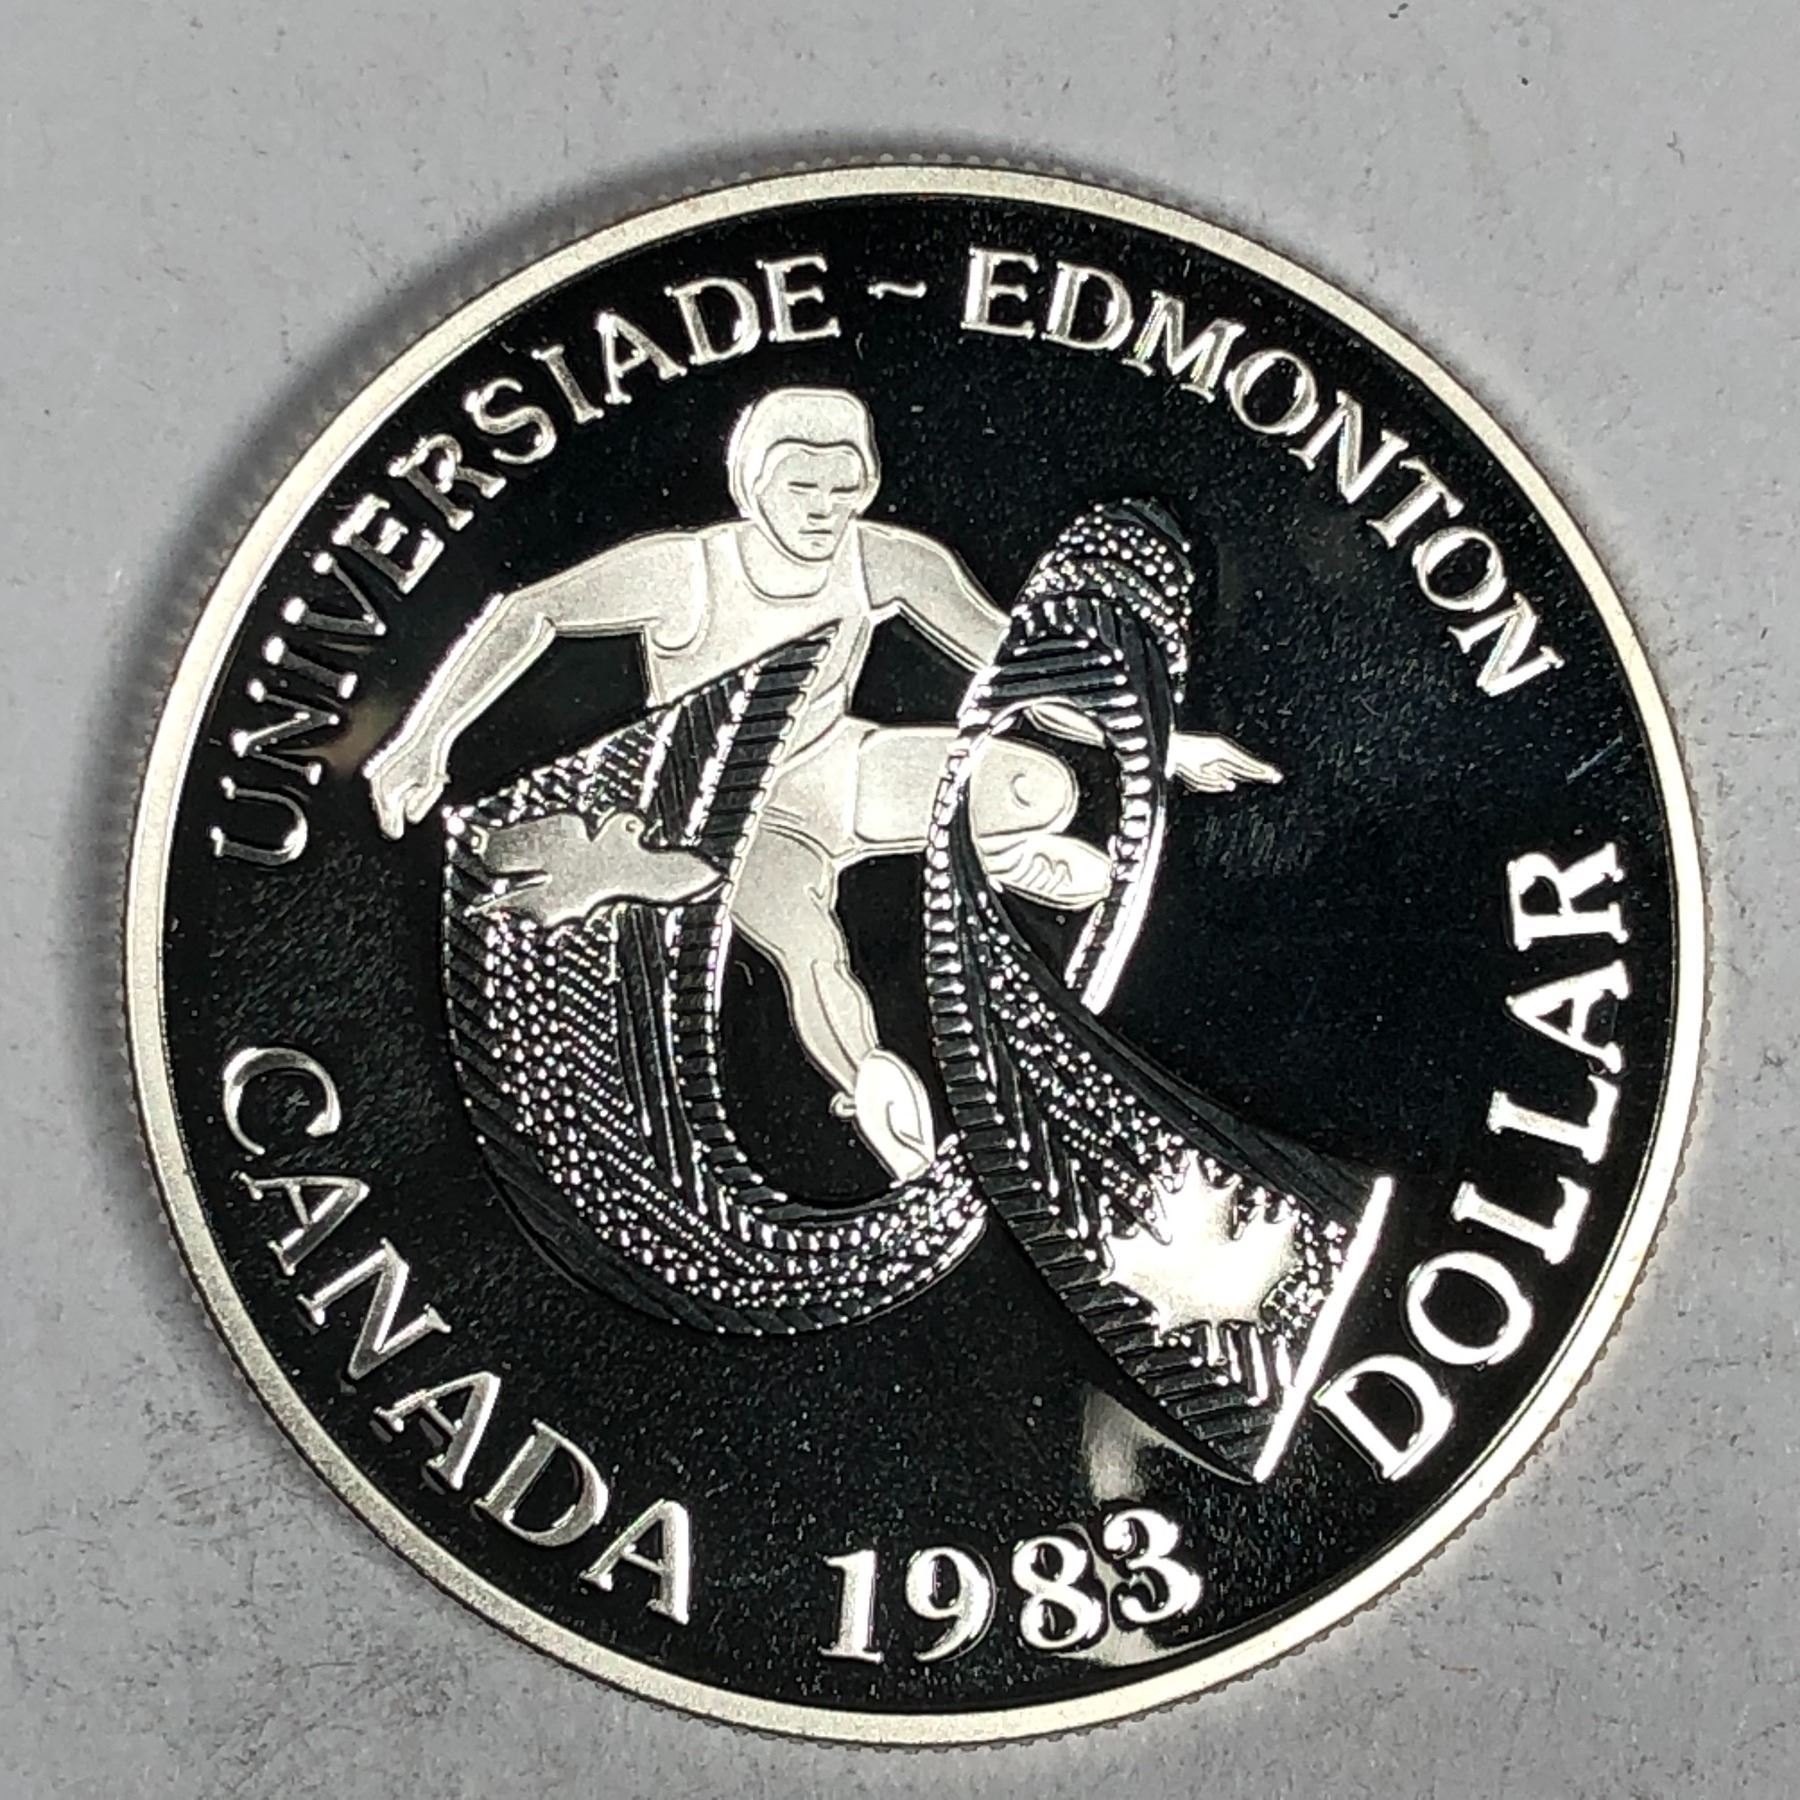 UNIVERSIADE ~ EDMONTON
CANADA 1983 DOLLAR